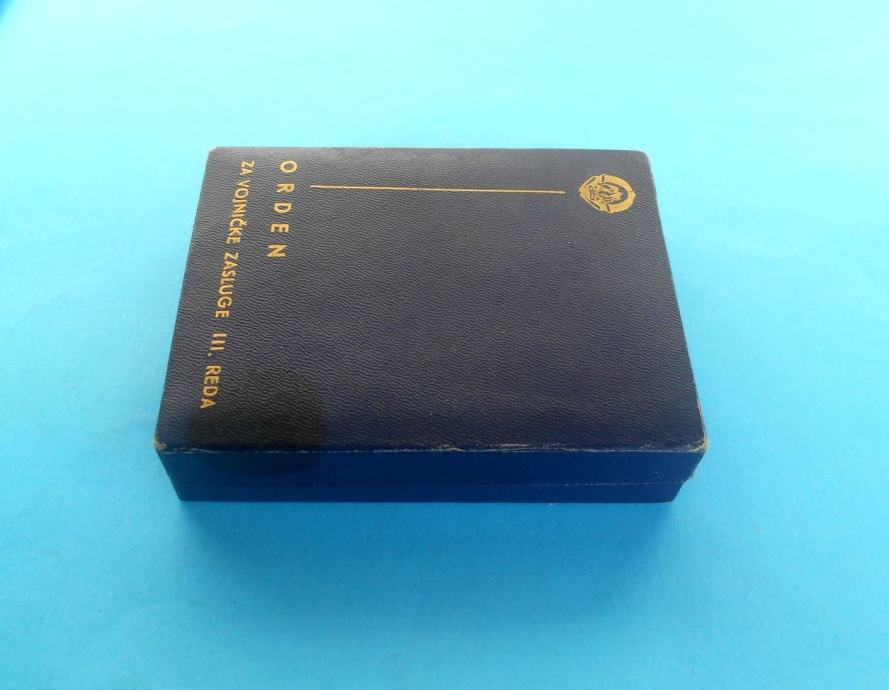 ORDEN
ZA VOJNIČKE ZASLUGE III. REDA